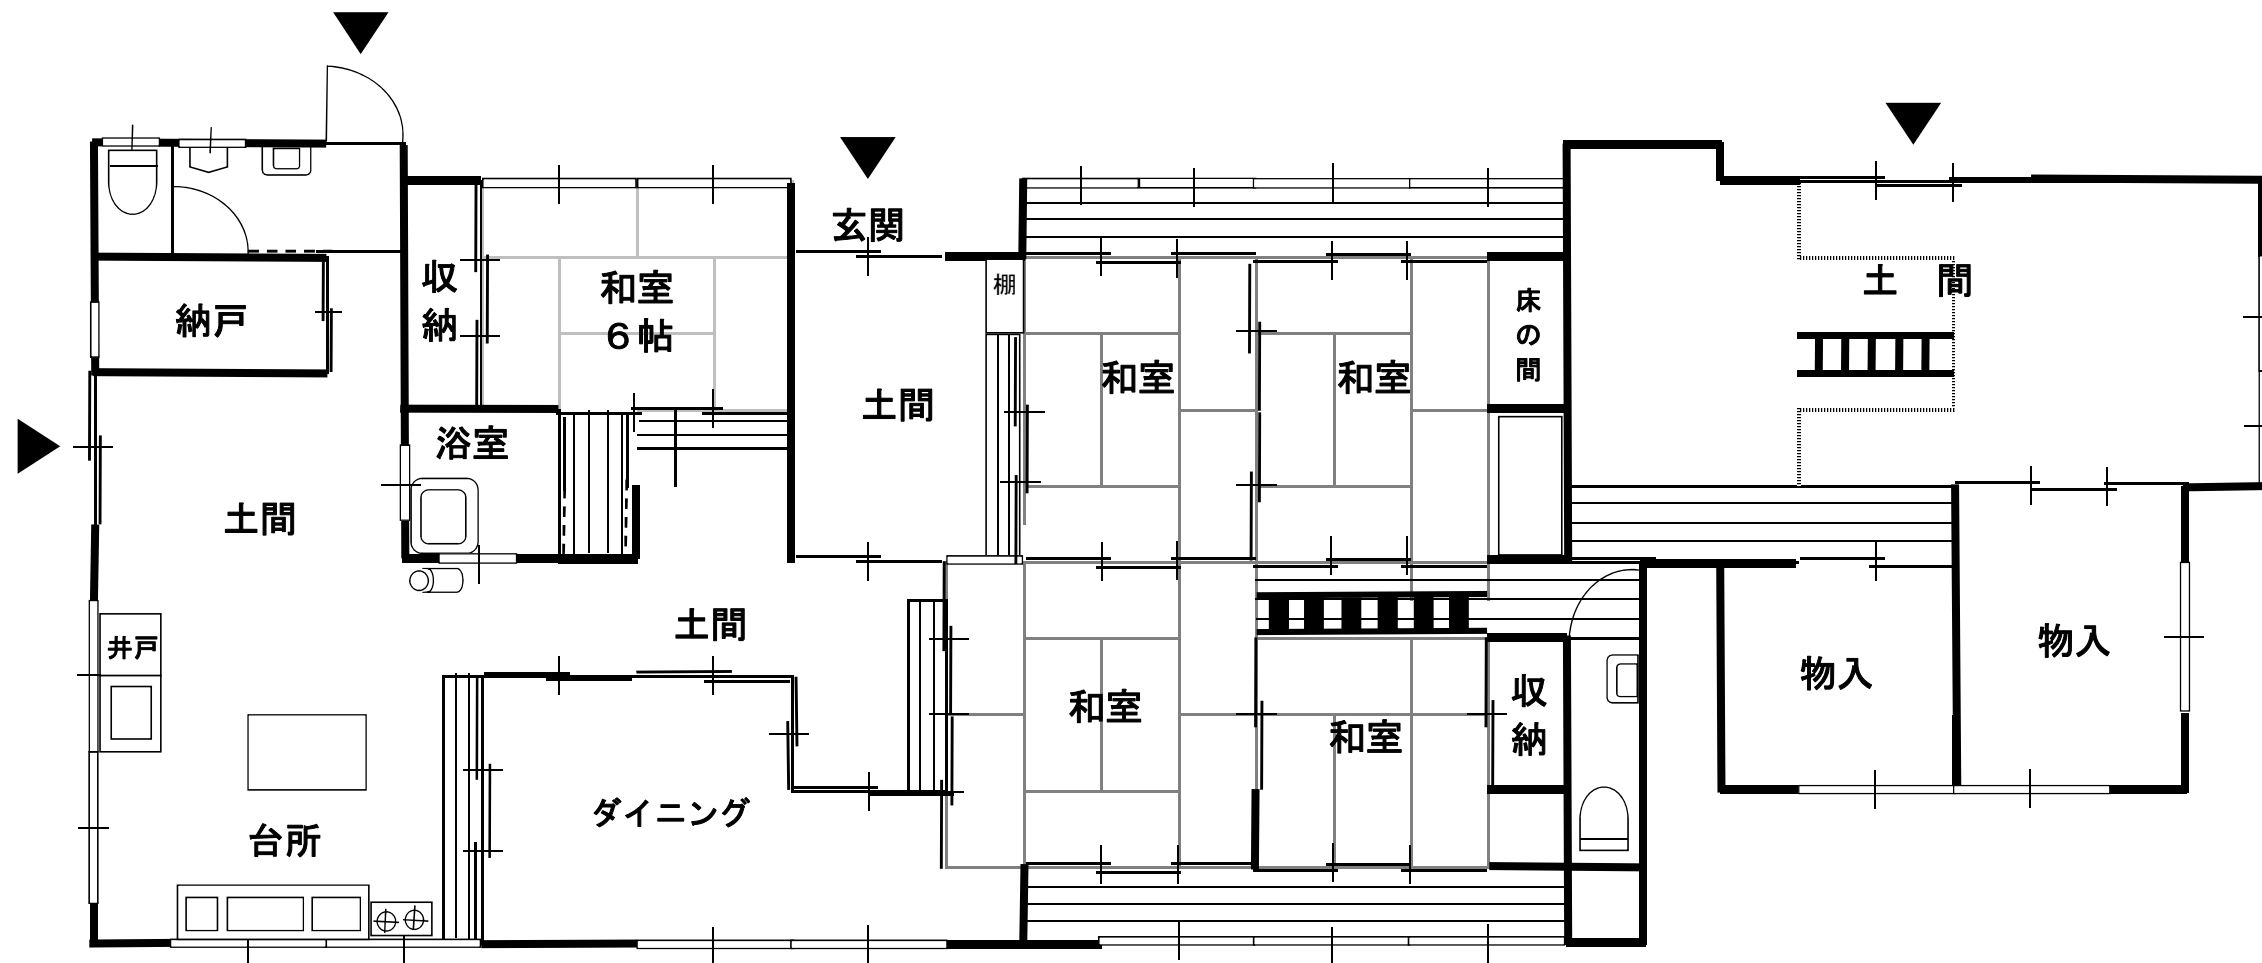 玄関
納戸
収
納
和室
６帖
棚
床
の
間
土　間
和室
和室
土間
浴室
土間
土間
井戸
物入
物入
和室
和室
収
納
ダイニング
台所